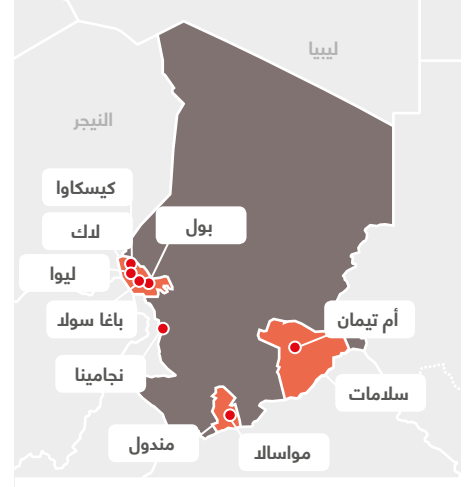 ليبيا
النيجر
كيسكاوا
بول
لاك
ليوا
باغا سولا
أم تيمان
نجامينا
سلامات
مندول
مواسالا